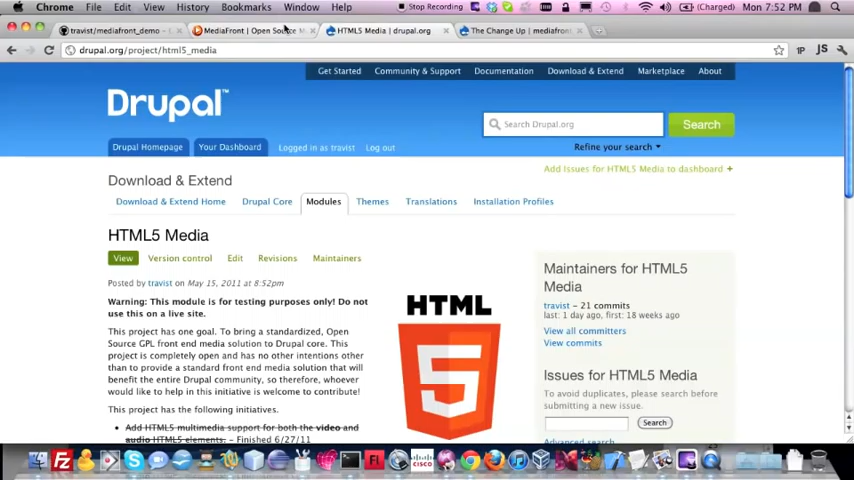 Chrome File Edit View History Bookmarks Window Help Stop Recording (Charged) Mon 7:52 PM
travist/mediafront_demo - MediaFront | Open Source M HTML5 Media | drupal.org The Change Up | mediafront
drupal.org/project/html5_media 1P JS
Get Started Community & Support Documentation Download & Extend Marketplace About
Drupal™
Search Drupal.org Search
Drupal Homepage Your Dashboard Logged in as travist Log out Refine your search
Add Issues for HTML5 Media to dashboard +
Download & Extend
Download & Extend Home Drupal Core Modules Themes Translations Installation Profiles
HTML5 Media
View Version control Edit Revisions Maintainers
Posted by travist on May 15, 2011 at 8:52pm
Warning: This module is for testing purposes only! Do not
use this on a live site.
This project has one goal. To bring a standardized, Open
Source GPL front end media solution to Drupal core. This
project is completely open and has no other intentions other
than to provide a standard front end media solution that will
benefit the entire Drupal community, so therefore, whoever
would like to help in this initiative is welcome to contribute!
This project has the following initiatives.
Add HTML5 multimedia support for both the video and
audio HTML5 elements. - Finished 6/27/11
HTML
5
Maintainers for HTML5
Media
travist – 21 commits
last: 1 day ago, first: 18 weeks ago
View all committers
View commits
Issues for HTML5 Media
To avoid duplicates, please search before
submitting a new issue.
Search
Advanced search
CISCO